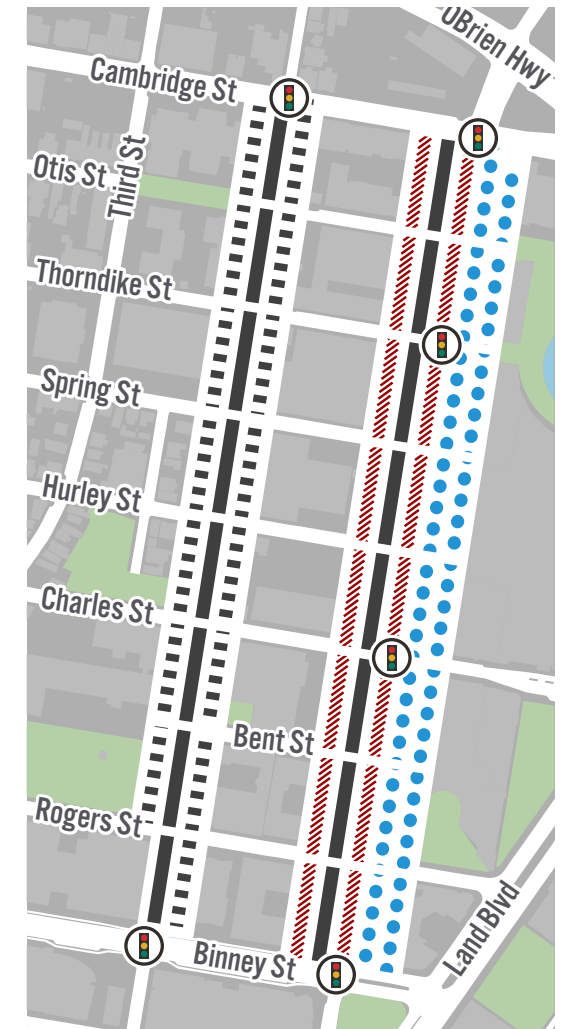 OBrien Hwy
Cambridge St
Third St
Otis St
Thorndike St
Spring St
Hurley St
Charles St
Bent St
Rogers St
Binney St
Land Blvd